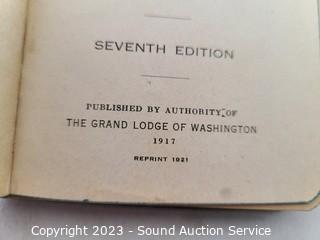 SEVENTH EDITION
PUBLISHED BY AUTHORITY OF
THE GRAND LODGE OF WASHINGTON
1917
REPRINT 1921
Copyright 2023 - Sound Auction Service